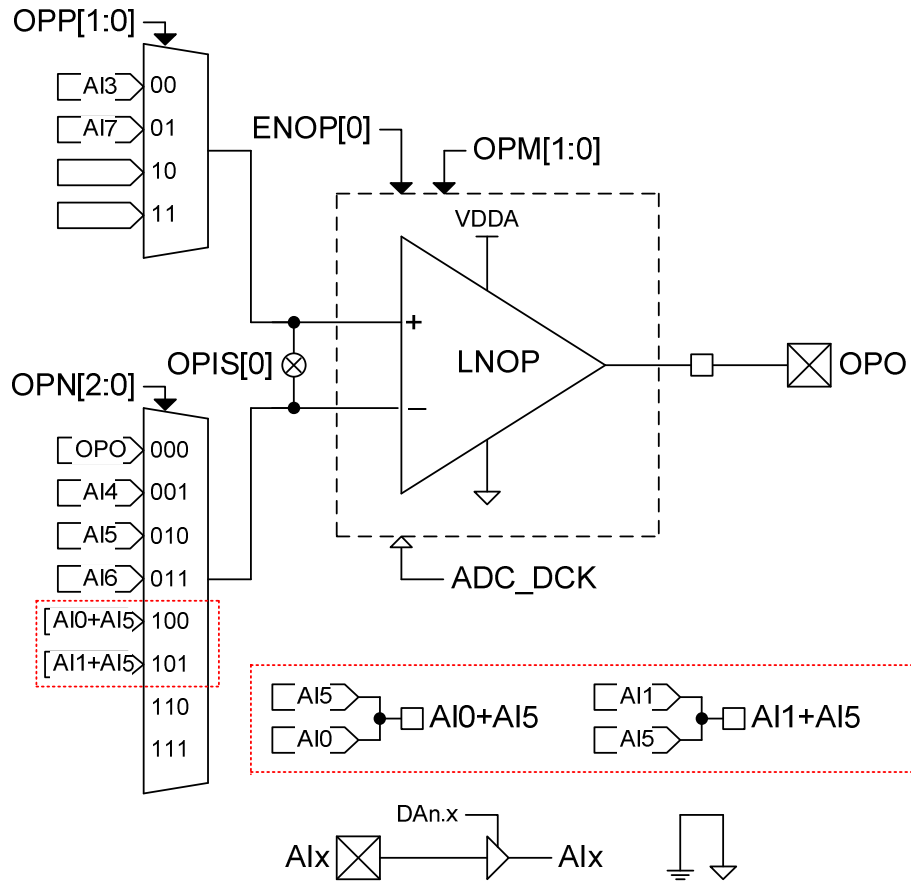 OPP[1:0]
AI3 00
AI7 01
10
11
ENOP[0]
OPM[1:0]
VDDA
+
LNOP
−
OPIS[0]
OPO
OPN[2:0]
OPO 000
AI4 001
AI5 010
AI6 011
[AI0+AI5 100
[AI1+AI5 101
110
111
ADC_DCK
AI5
AI0
AI0+AI5
AI1
AI5
AI1+AI5
DAn.x
AIx
AIx